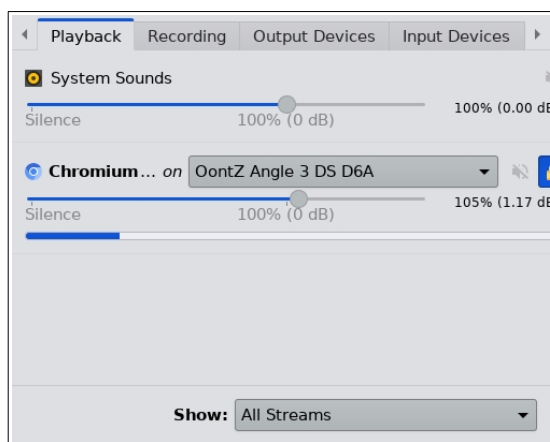 Playback Recording Output Devices Input Devices
System Sounds
100% (0.00 dB
Silence 100% (0 dB)
Chromium... on OontZ Angle 3 DS D6A
105% (1.17 dB
Silence 100% (0 dB)
Show: All Streams